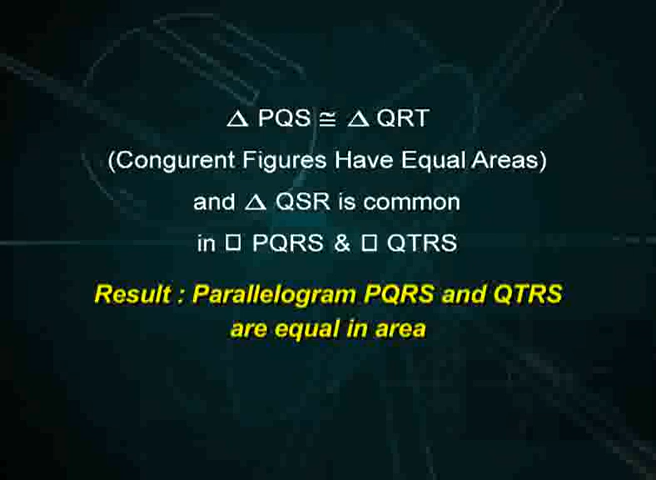 Δ PQS ≅ Δ QRT
(Congurent Figures Have Equal Areas)
and Δ QSR is common
in □ PQRS & □ QTRS
Result : Parallelogram PQRS and QTRS
are equal in area